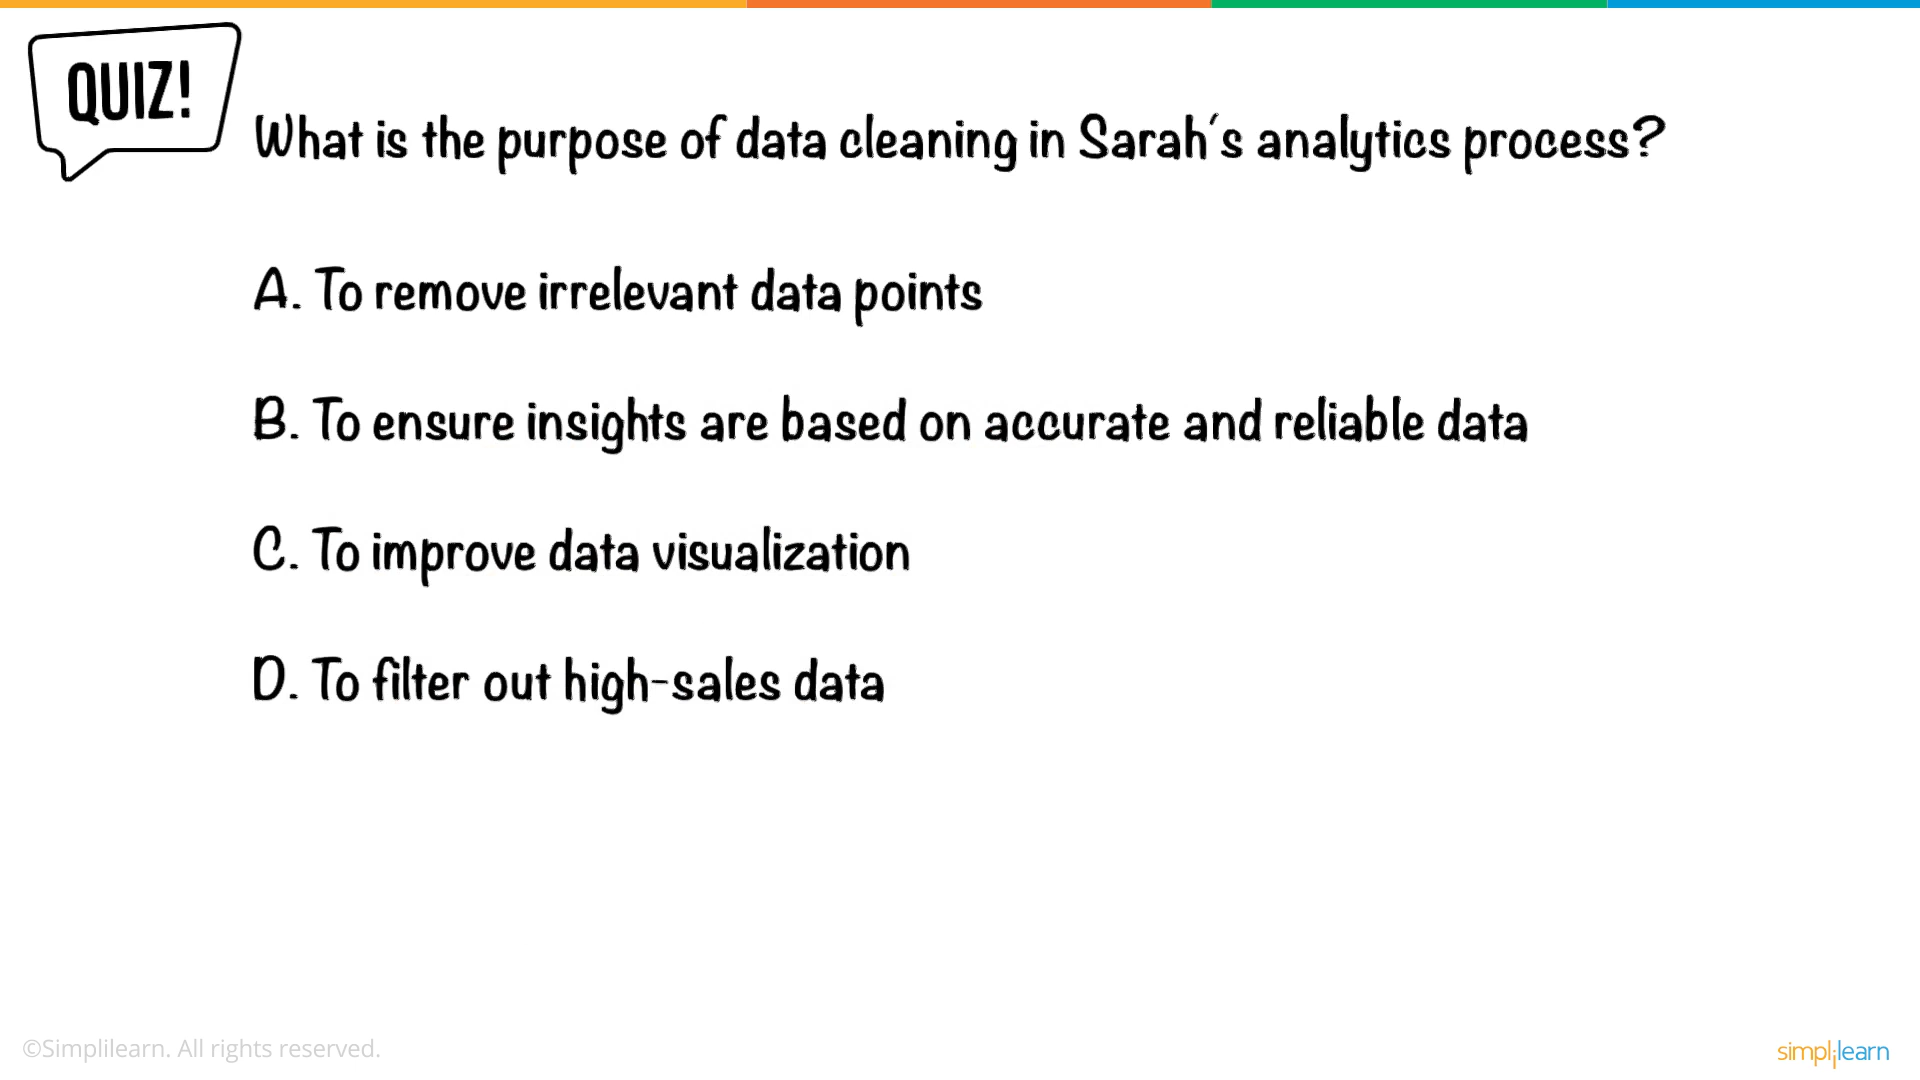 QUIZ!
What is the purpose of data cleaning in Sarah's analytics process?
A. To remove irrelevant data points
B. To ensure insights are based on accurate and reliable data
C. To improve data visualization
D. To filter out high-sales data
©Simplilearn. All rights reserved.
simplilearn